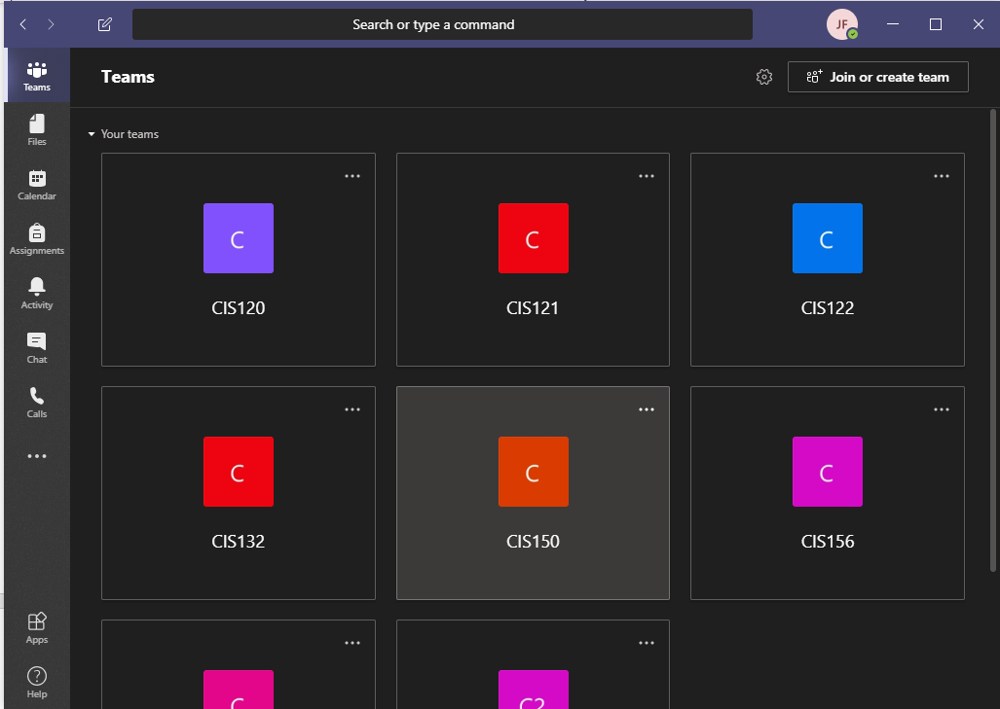 Search or type a command
JF
Teams
Teams
Join or create team
Files
Your teams
Calendar
Assignments
Activity
Chat
Calls
Apps
Help
C
CIS120
C
CIS121
C
CIS122
C
CIS132
C
CIS150
C
CIS156
C
C2